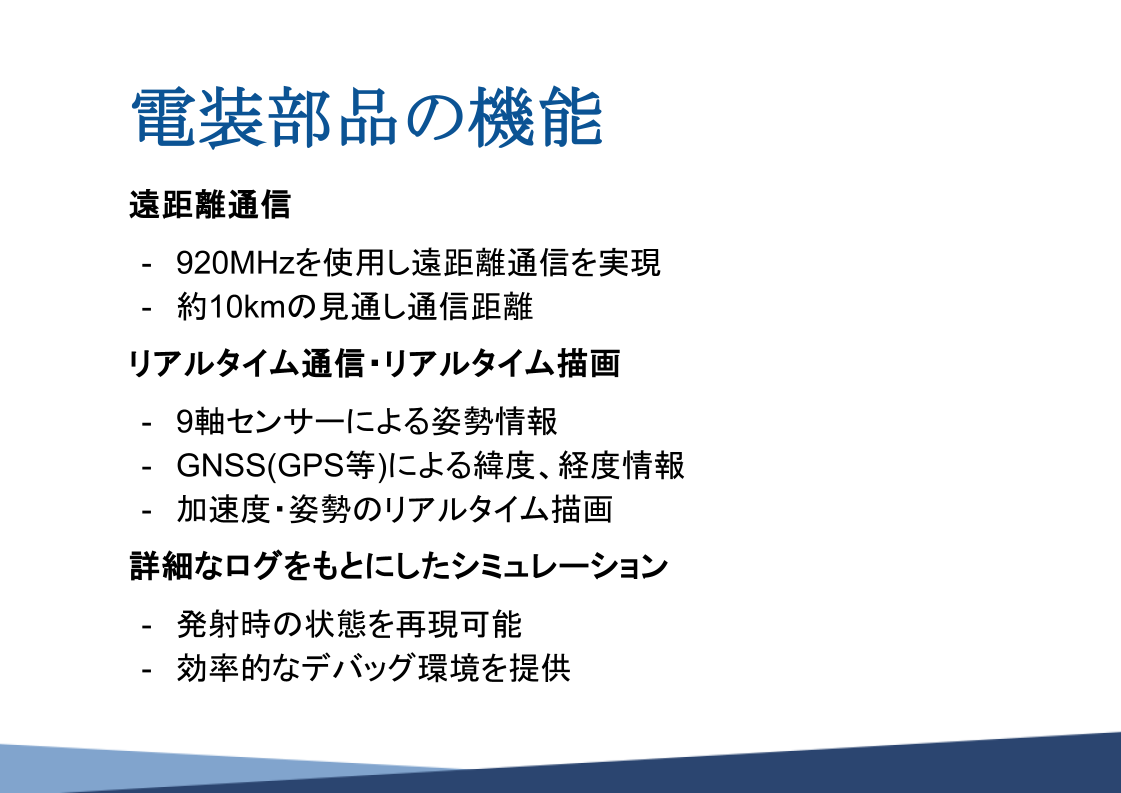 電装部品の機能
遠距離通信
- 920MHzを使用し遠距離通信を実現
- 約10kmの見通し通信距離
リアルタイム通信・リアルタイム描画
- 9軸センサーによる姿勢情報
- GNSS(GPS等)による緯度、経度情報
- 加速度・姿勢のリアルタイム描画
詳細なログをもとにしたシミュレーション
- 発射時の状態を再現可能
- 効率的なデバッグ環境を提供